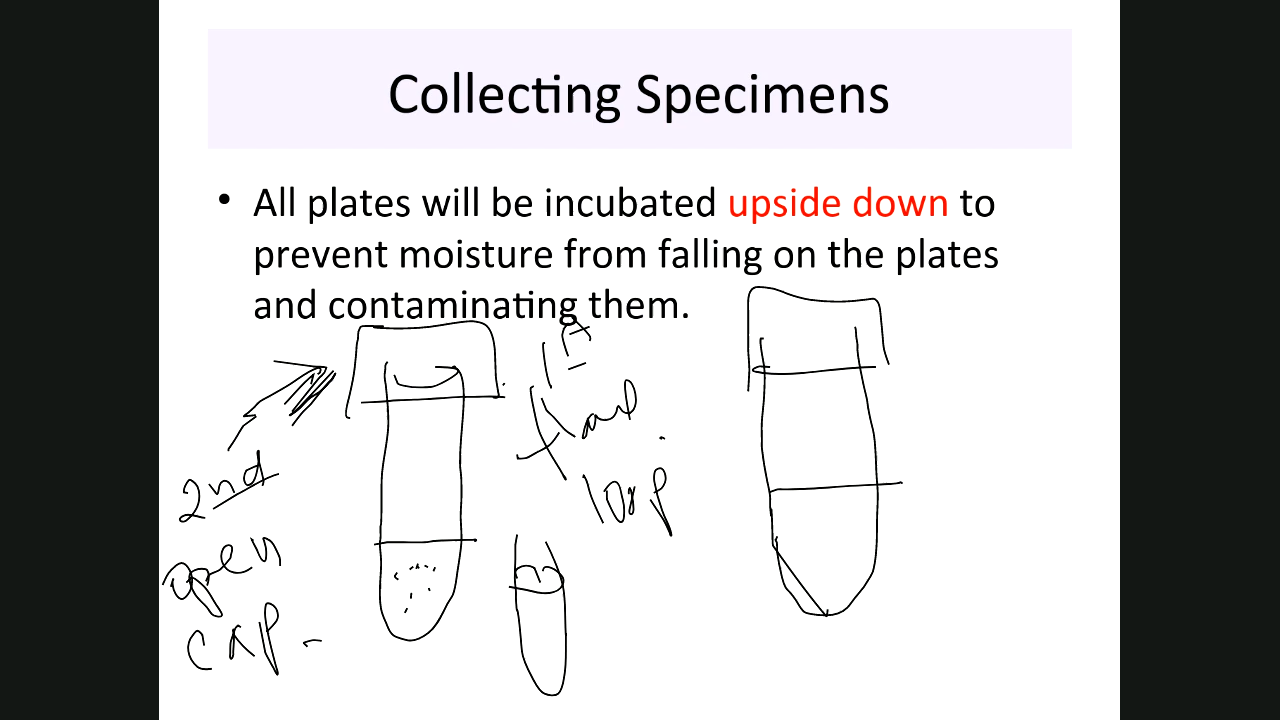 Collecting Specimens
• All plates will be incubated upside down to
prevent moisture from falling on the plates
and contaminating them.
2nd
open
cap -
loop